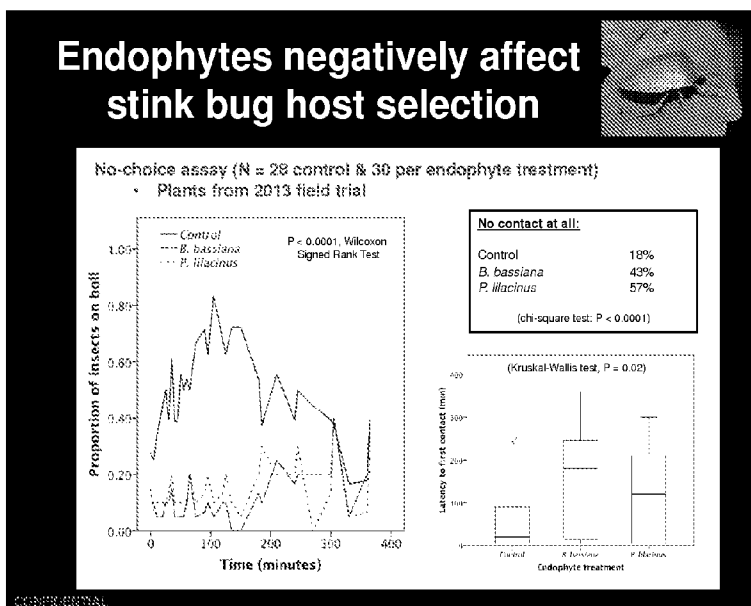 Endophytes negatively affect
stink bug host selection
No-choice assay (N = 28 control & 30 per endophyte treatment)
• Plants from 2013 field trial
Control
B. bassiana
P. lilacinus
P < 0.0001, Wilcoxon
Signed Rank Test
Proportion of insects on boll
1.00
0.80
0.60
0.40
0.20
0.00
0
100
200
300
400
Time (minutes)
No contact at all:
Control 18%
B. bassiana 43%
P. lilacinus 57%
(chi-square test: P < 0.0001)
(Kruskal-Wallis test, P = 0.02)
Latency to first contact (min)
400
300
200
100
0
Control
B. bassiana
P. lilacinus
Endophyte treatment
CONFIDENTIAL